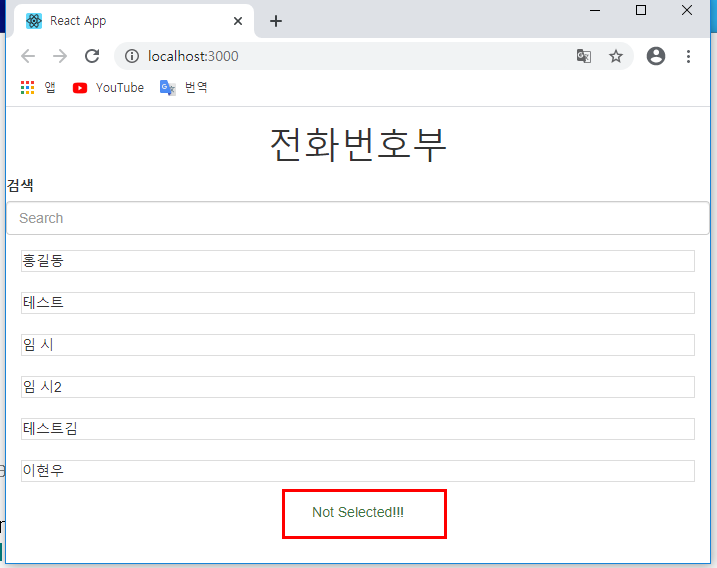 React App
localhost:3000
앱 YouTube 번역
전화번호부
검색
Search
홍길동
테스트
임 시
임 시2
테스트김
이현우
Not Selected!!!